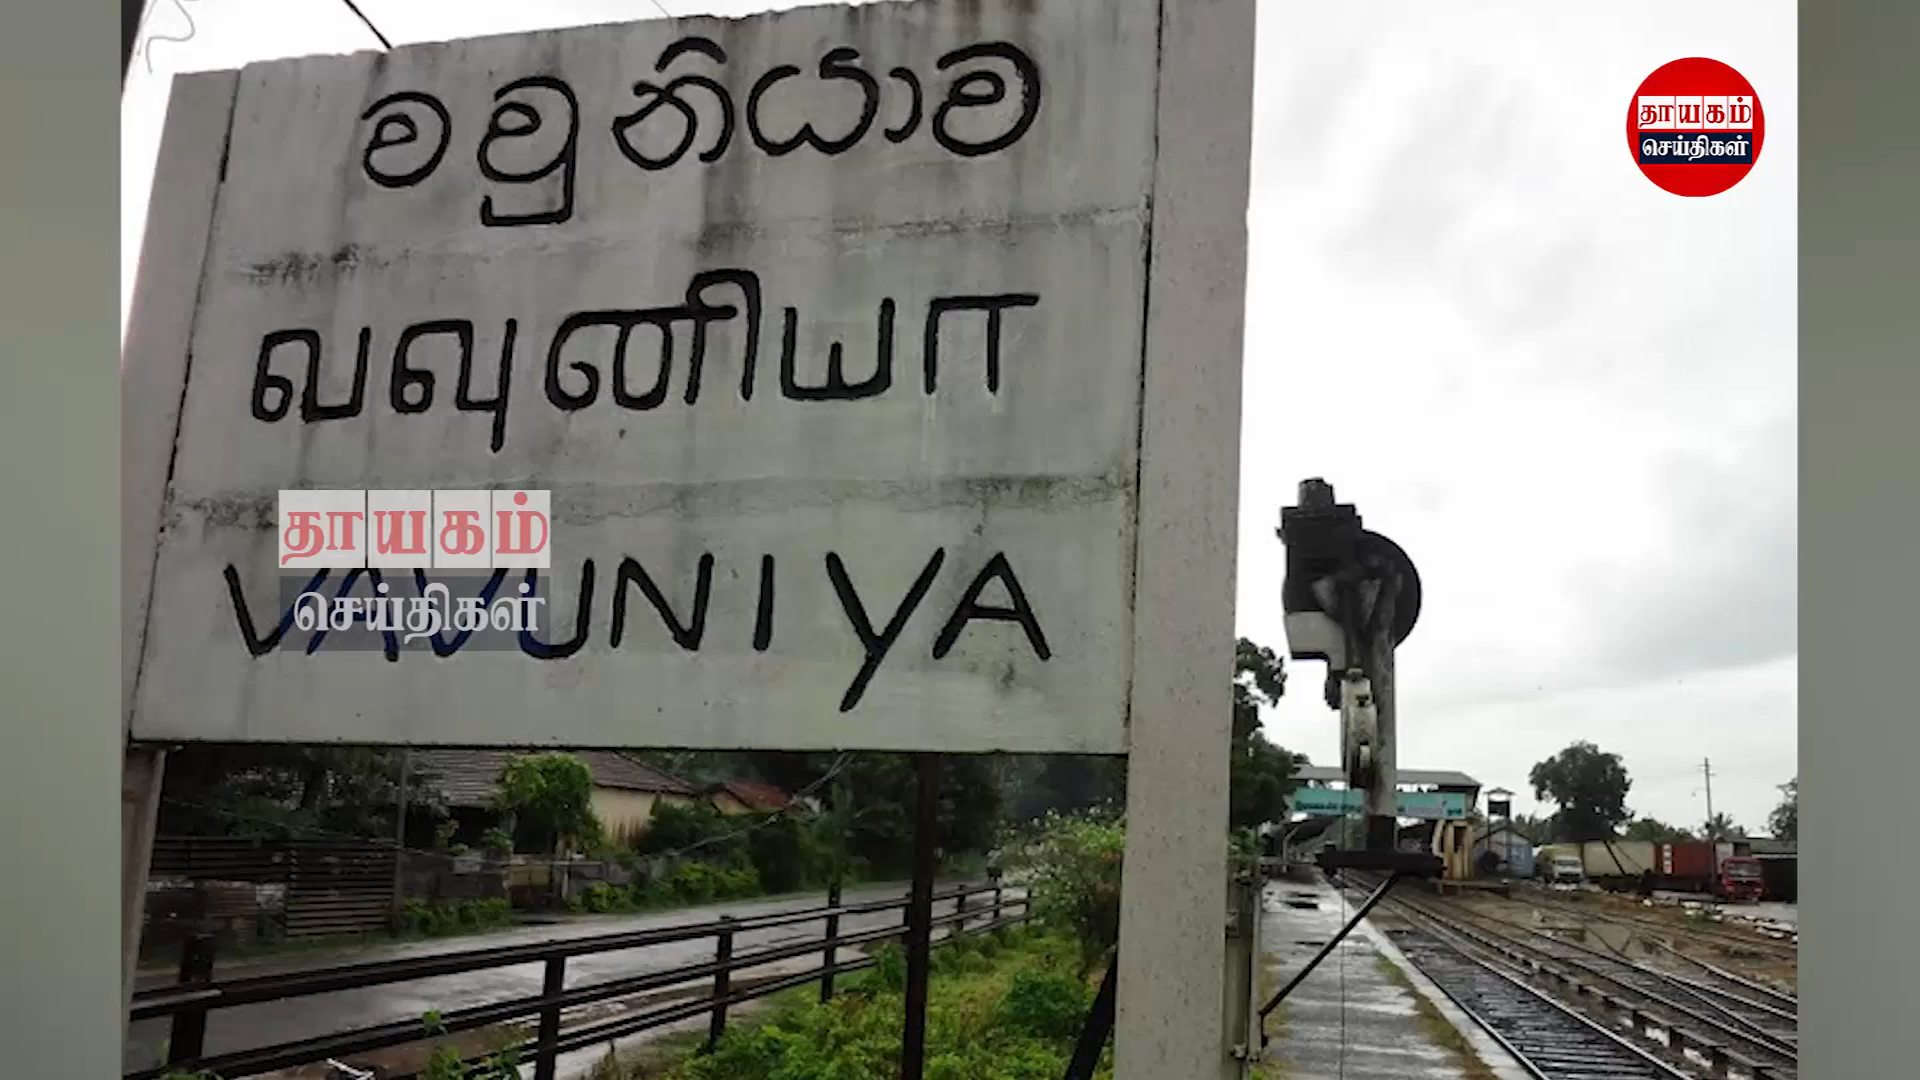 වවුනියාව
வவுனியா
VAVUNIYA
தாயகம்
செய்திகள்
தாயகம்
செய்திகள்